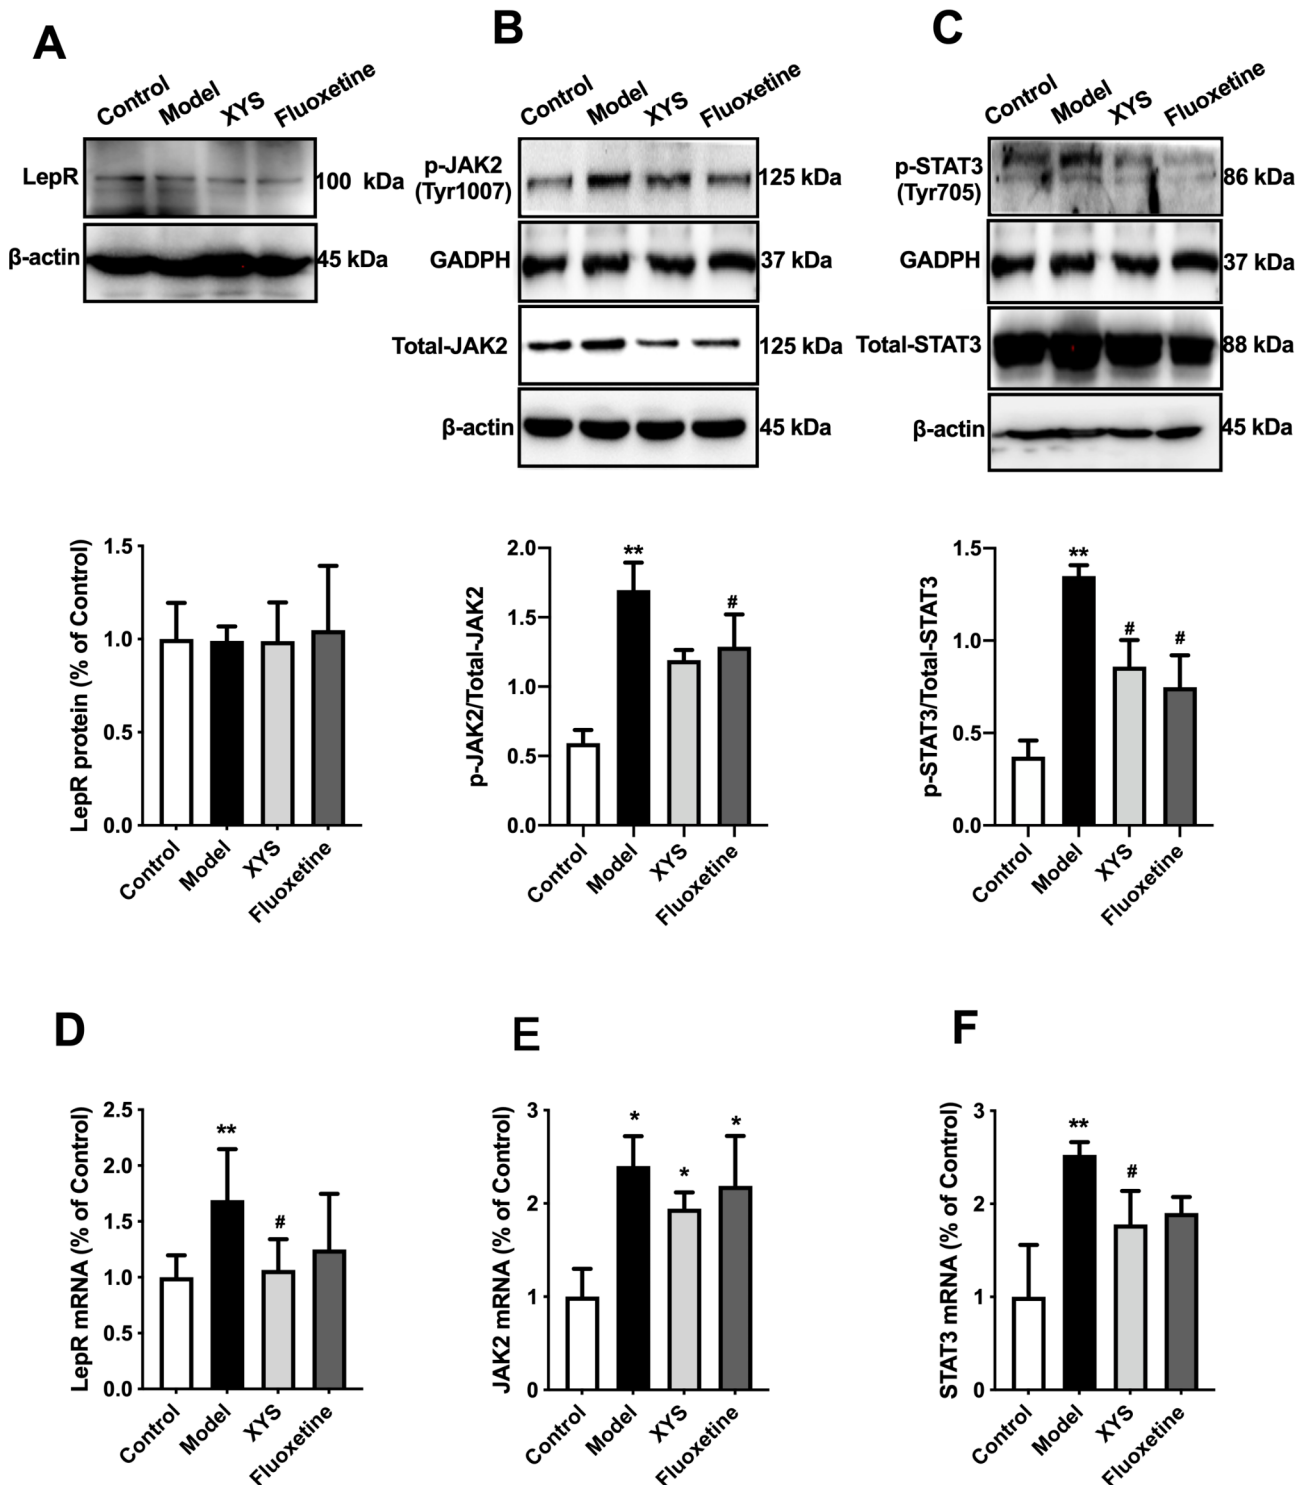 A
Control
Model
XYS
Fluoxetine
LepR
100 kDa
β-actin
45 kDa
LepR protein (% of Control)
1.5
1.0
0.5
0.0
Control
Model
XYS
Fluoxetine
B
Control
Model
XYS
Fluoxetine
p-JAK2
(Tyr1007)
125 kDa
GADPH
37 kDa
Total-JAK2
125 kDa
β-actin
45 kDa
p-JAK2/Total-JAK2
2.0
1.5
1.0
0.5
0.0
**
#
Control
Model
XYS
Fluoxetine
C
Control
Model
XYS
Fluoxetine
p-STAT3
(Tyr705)
86 kDa
GADPH
37 kDa
Total-STAT3
88 kDa
β-actin
45 kDa
p-STAT3/Total-STAT3
1.5
1.0
0.5
0.0
**
#
#
Control
Model
XYS
Fluoxetine
D
LepR mRNA (% of Control)
2.5
2.0
1.5
1.0
0.5
0.0
**
#
Control
Model
XYS
Fluoxetine
E
JAK2 mRNA (% of Control)
3
2
1
0
*
*
*
Control
Model
XYS
Fluoxetine
F
STAT3 mRNA (% of Control)
3
2
1
0
**
#
Control
Model
XYS
Fluoxetine